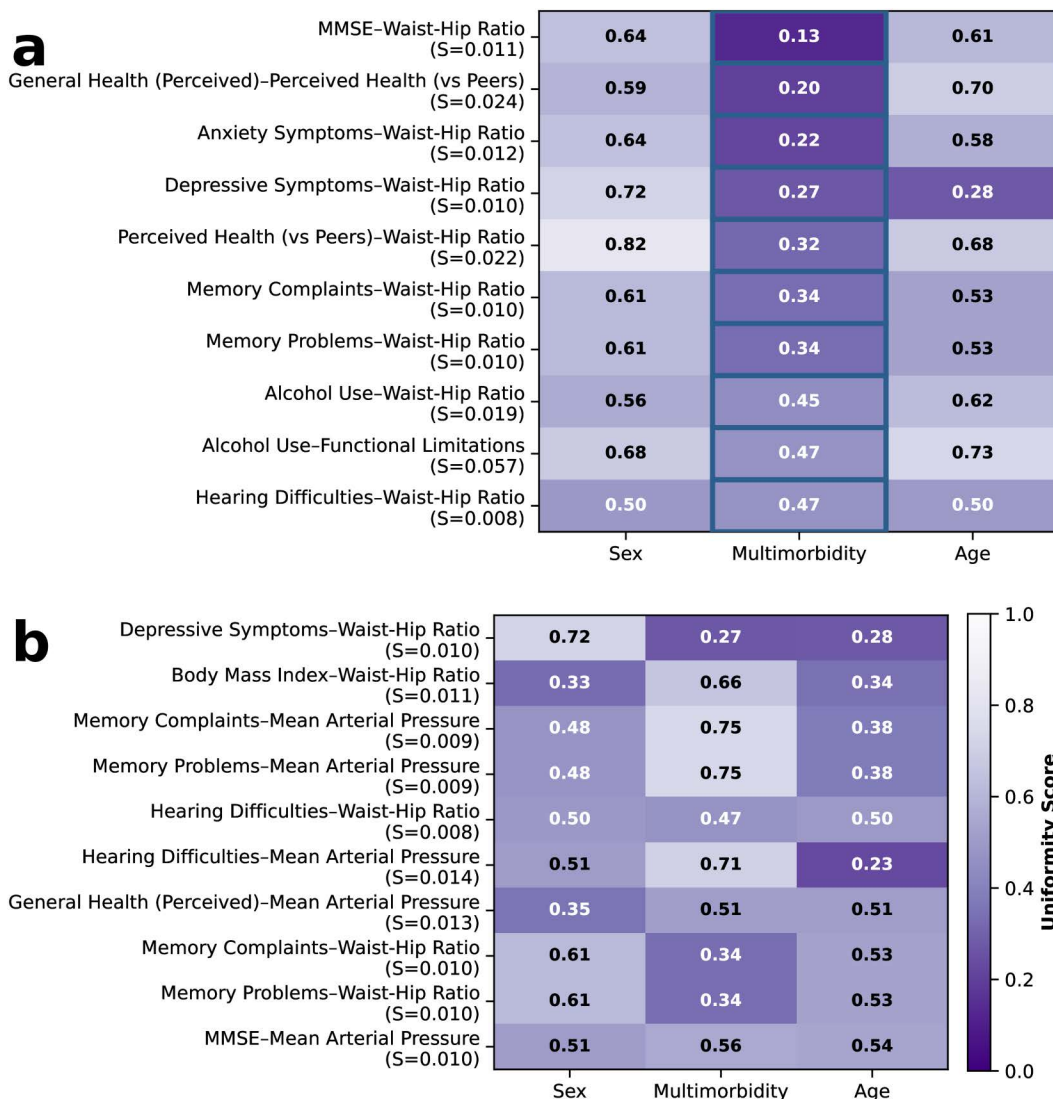 a
MMSE–Waist-Hip Ratio
(S=0.011)
0.64 0.13 0.61
General Health (Perceived)–Perceived Health (vs Peers)
(S=0.024)
0.59 0.20 0.70
Anxiety Symptoms–Waist-Hip Ratio
(S=0.012)
0.64 0.22 0.58
Depressive Symptoms–Waist-Hip Ratio
(S=0.010)
0.72 0.27 0.28
Perceived Health (vs Peers)–Waist-Hip Ratio
(S=0.022)
0.82 0.32 0.68
Memory Complaints–Waist-Hip Ratio
(S=0.010)
0.61 0.34 0.53
Memory Problems–Waist-Hip Ratio
(S=0.010)
0.61 0.34 0.53
Alcohol Use–Waist-Hip Ratio
(S=0.019)
0.56 0.45 0.62
Alcohol Use–Functional Limitations
(S=0.057)
0.68 0.47 0.73
Hearing Difficulties–Waist-Hip Ratio
(S=0.008)
0.50 0.47 0.50
Sex Multimorbidity Age
b
Depressive Symptoms–Waist-Hip Ratio
(S=0.010)
0.72 0.27 0.28
Body Mass Index–Waist-Hip Ratio
(S=0.011)
0.33 0.66 0.34
Memory Complaints–Mean Arterial Pressure
(S=0.009)
0.48 0.75 0.38
Memory Problems–Mean Arterial Pressure
(S=0.009)
0.48 0.75 0.38
Hearing Difficulties–Waist-Hip Ratio
(S=0.008)
0.50 0.47 0.50
Hearing Difficulties–Mean Arterial Pressure
(S=0.014)
0.51 0.71 0.23
General Health (Perceived)–Mean Arterial Pressure
(S=0.013)
0.35 0.51 0.51
Memory Complaints–Waist-Hip Ratio
(S=0.010)
0.61 0.34 0.53
Memory Problems–Waist-Hip Ratio
(S=0.010)
0.61 0.34 0.53
MMSE–Mean Arterial Pressure
(S=0.010)
0.51 0.56 0.54
Sex Multimorbidity Age
1.0
0.8
0.6
0.4
0.2
0.0
Uniformity Score